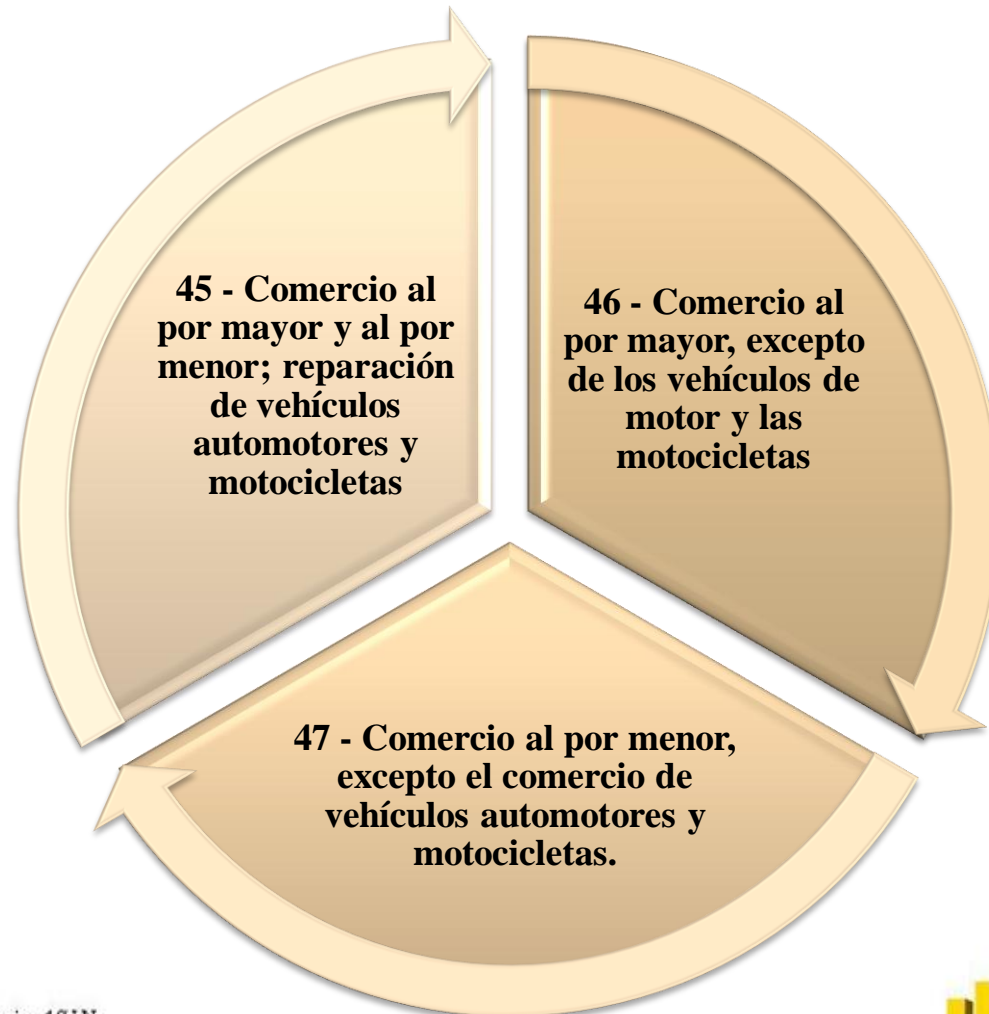 45 - Comercio al
por mayor y al por
menor; reparación
de vehículos
automotores y
motocicletas
46 - Comercio al
por mayor, excepto
de los vehículos de
motor y las
motocicletas
47 - Comercio al por menor,
excepto el comercio de
vehículos automotores y
motocicletas.